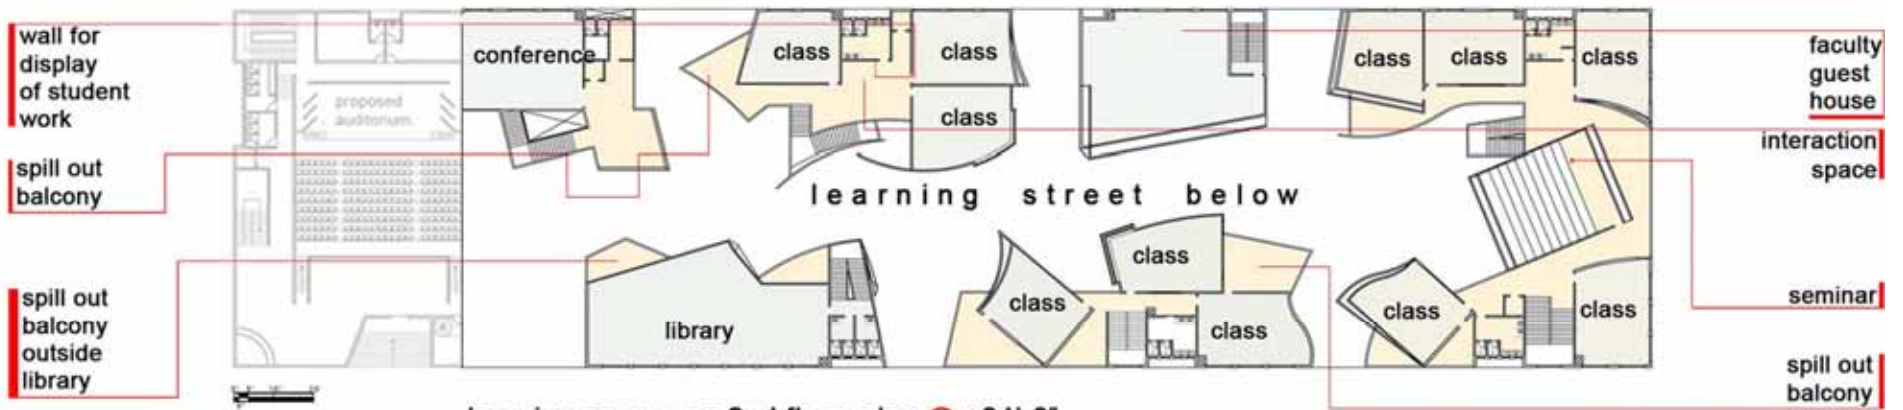 wall for
display
of student
work
spill out
balcony
spill out
balcony
outside
library
proposed
auditorium.
conference
class
class
class
class
class
class
faculty
guest
house
interaction
space
learning street below
library
class
class
class
class
class
seminar
spill out
balcony